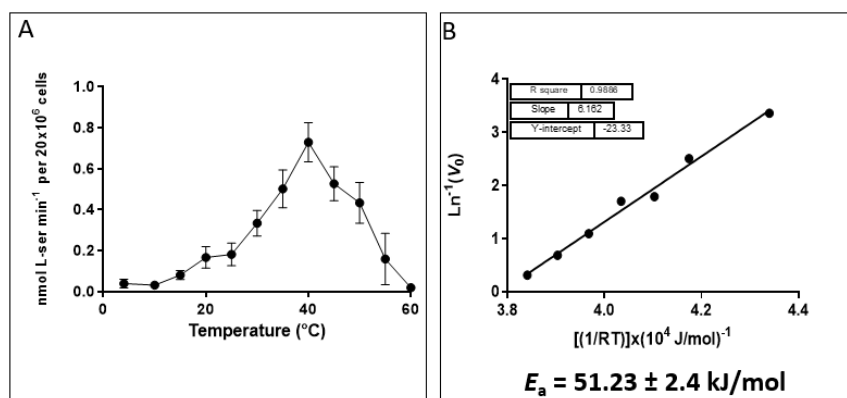 A
1.0
0.8
0.6
0.4
0.2
0.0
nmol L-ser min⁻¹ per 20x10⁶ cells
0 20 40 60
Temperature (°C)
B
4
3
2
1
0
Ln⁻¹(V₀)
R square 0.9886
Slope 6.162
Y-intercept -23.33
3.8 4.0 4.2 4.4
[(1/RT)]x(10⁴ J/mol)⁻¹
Eₐ = 51.23 ± 2.4 kJ/mol